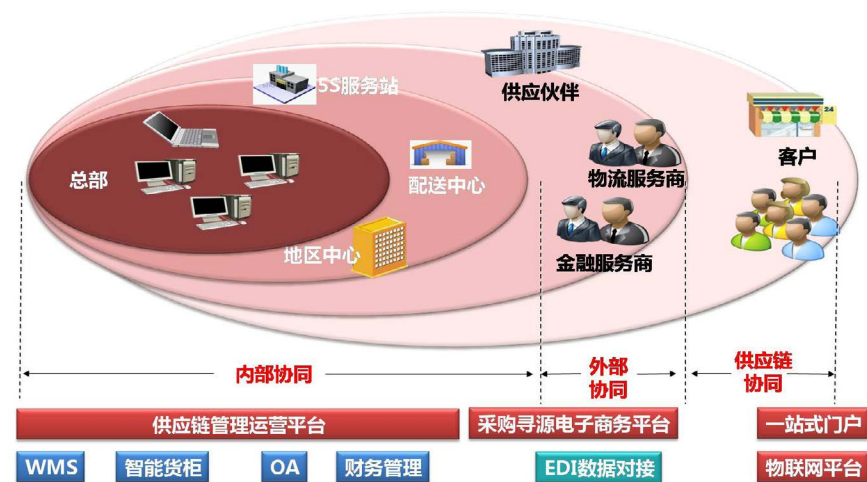 5S服务站
供应伙伴
24
总部
配送中心
物流服务商
客户
地区中心
金融服务商
内部协同
外部
协同
供应链
协同
供应链管理运营平台
采购寻源电子商务平台
一站式门户
WMS
智能货柜
OA
财务管理
EDI数据对接
物联网平台